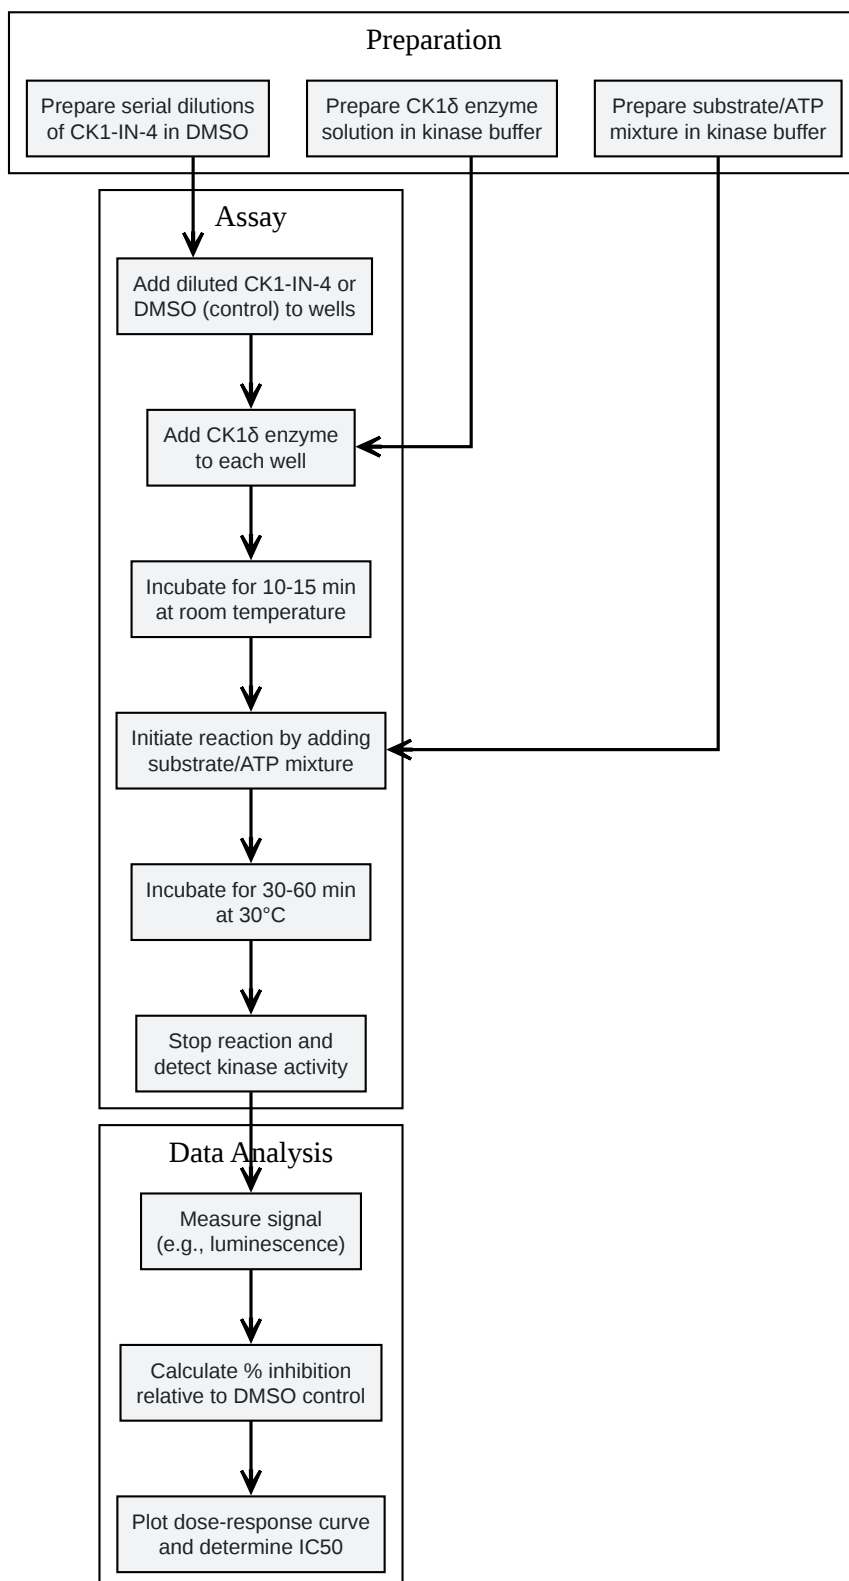 Preparation
Prepare serial dilutions
of CK1-IN-4 in DMSO
Prepare CK1δ enzyme
solution in kinase buffer
Prepare substrate/ATP
mixture in kinase buffer
Assay
Add diluted CK1-IN-4 or
DMSO (control) to wells
Add CK1δ enzyme
to each well
Incubate for 10-15 min
at room temperature
Initiate reaction by adding
substrate/ATP mixture
Incubate for 30-60 min
at 30°C
Stop reaction and
detect kinase activity
Data Analysis
Measure signal
(e.g., luminescence)
Calculate % inhibition
relative to DMSO control
Plot dose-response curve
and determine IC50